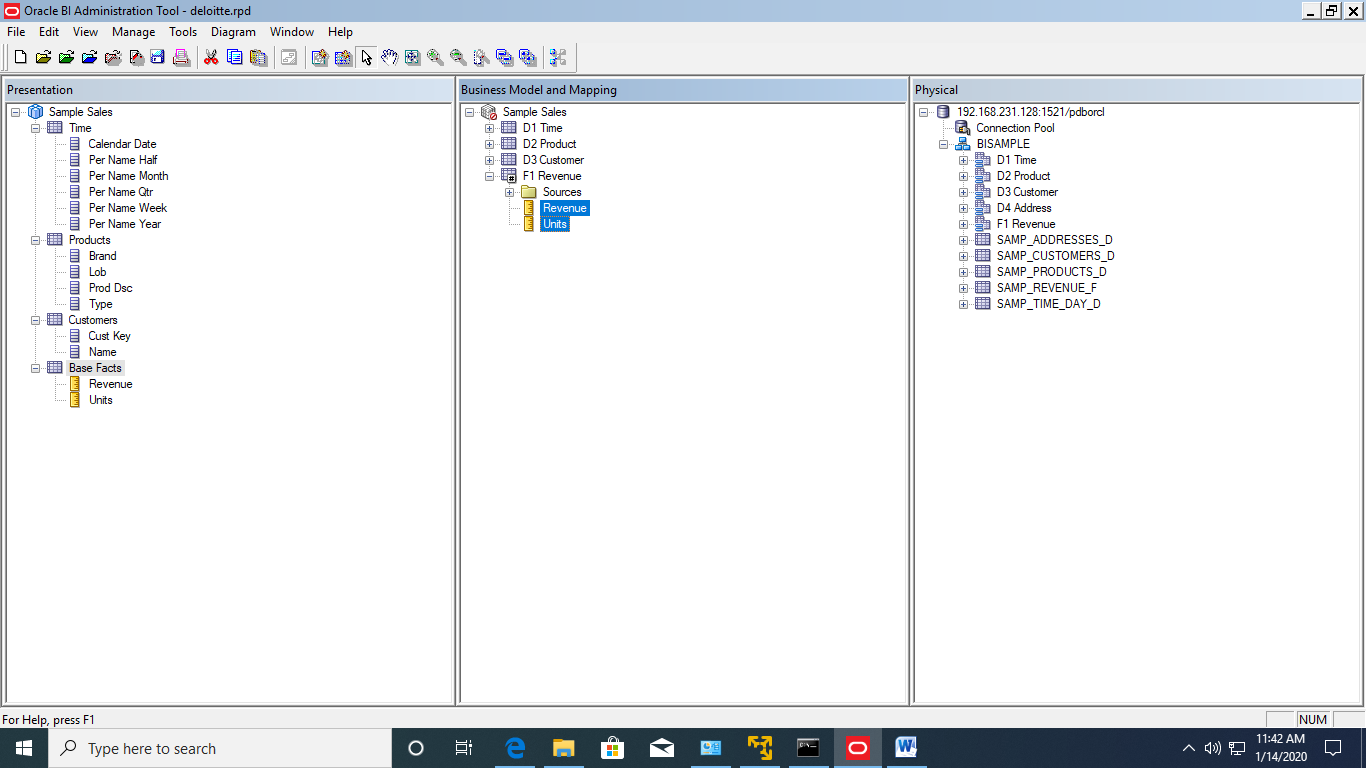 Oracle BI Administration Tool - deloitte.rpd
File Edit View Manage Tools Diagram Window Help
Presentation
Sample Sales
Time
Calendar Date
Per Name Half
Per Name Month
Per Name Qtr
Per Name Week
Per Name Year
Products
Brand
Lob
Prod Dsc
Type
Customers
Cust Key
Name
Base Facts
Revenue
Units
Business Model and Mapping
Sample Sales
D1 Time
D2 Product
D3 Customer
F1 Revenue
Sources
Revenue
Units
Physical
192.168.231.128:1521/pdborcl
Connection Pool
BISAMPLE
D1 Time
D2 Product
D3 Customer
D4 Address
F1 Revenue
SAMP_ADDRESSES_D
SAMP_CUSTOMERS_D
SAMP_PRODUCTS_D
SAMP_REVENUE_F
SAMP_TIME_DAY_D
For Help, press F1
NUM
Type here to search
11:42 AM
1/14/2020